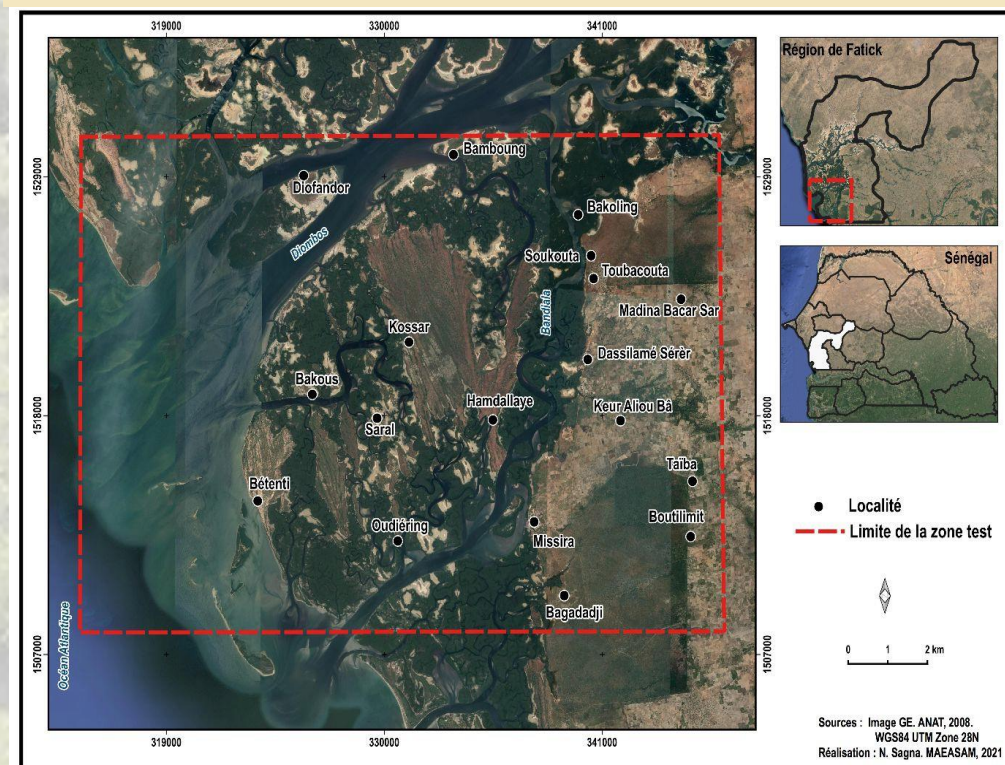 319000
330000
341000
1529000
1518000
1507000
Bamboung
Diofandor
Diombos
Bakoling
Soukouta
Toubacouta
Bandiala
Madina Bacar Sar
Kossar
Dassilamé Sérèr
Bakous
Hamdallaye
Saral
Keur Aliou Bâ
Taïba
Bétenti
Boutilimit
Oudiéring
Missira
Bagadadji
Océan Atlantique
1529000
1518000
1507000
319000
330000
341000
Région de Fatick
Sénégal
Localité
Limite de la zone test
0 1 2 km
Sources : Image GE. ANAT, 2008.
WGS84 UTM Zone 28N
Réalisation : N. Sagna. MAEASAM, 2021